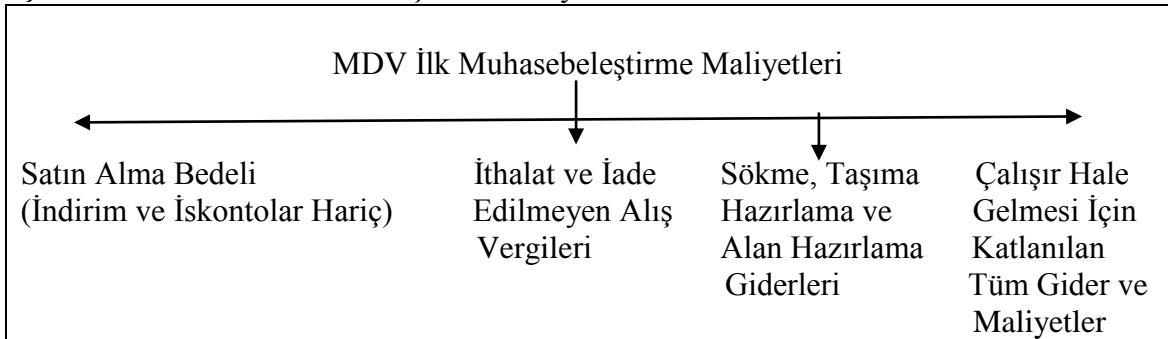 MDV İlk Muhasebeleştirme Maliyetleri
Satın Alma Bedeli
(İndirim ve İskontolar Hariç)
İthalat ve İade
Edilmeyen Alış
Vergileri
Sökme, Taşıma
Hazırlama ve
Alan Hazırlama
Giderleri
Çalışır Hale
Gelmesi İçin
Katlanılan
Tüm Gider ve
Maliyetler